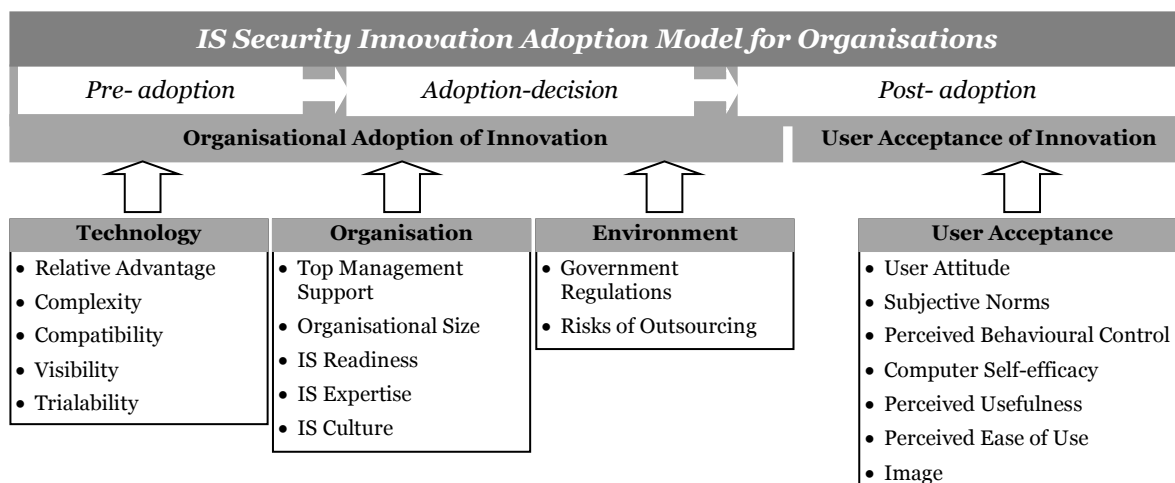 IS Security Innovation Adoption Model for Organisations
Pre- adoption
Adoption-decision
Post- adoption
Organisational Adoption of Innovation
User Acceptance of Innovation
Technology
• Relative Advantage
• Complexity
• Compatibility
• Visibility
• Trialability
Organisation
• Top Management
Support
• Organisational Size
• IS Readiness
• IS Expertise
• IS Culture
Environment
• Government
Regulations
• Risks of Outsourcing
User Acceptance
• User Attitude
• Subjective Norms
• Perceived Behavioural Control
• Computer Self-efficacy
• Perceived Usefulness
• Perceived Ease of Use
• Image